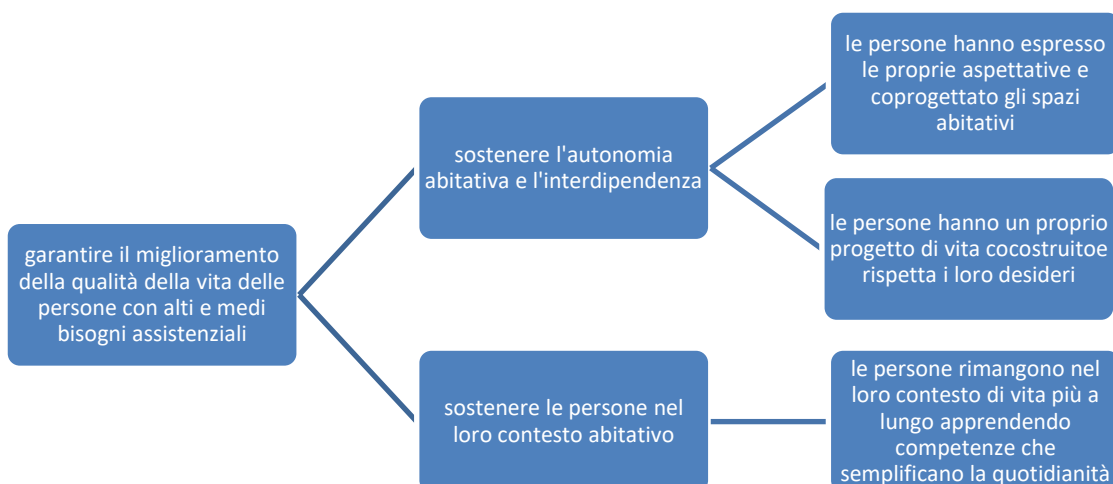 garantire il miglioramento
della qualità della vita delle
persone con alti e medi
bisogni assistenziali
sostenere l'autonomia
abitativa e l'interdipendenza
le persone hanno espresso
le proprie aspettative e
coprogettato gli spazi
abitativi
le persone hanno un proprio
progetto di vita cocostruitoe
rispetta i loro desideri
sostenere le persone nel
loro contesto abitativo
le persone rimangono nel
loro contesto di vita più a
lungo apprendendo
competenze che
semplificano la quotidianità